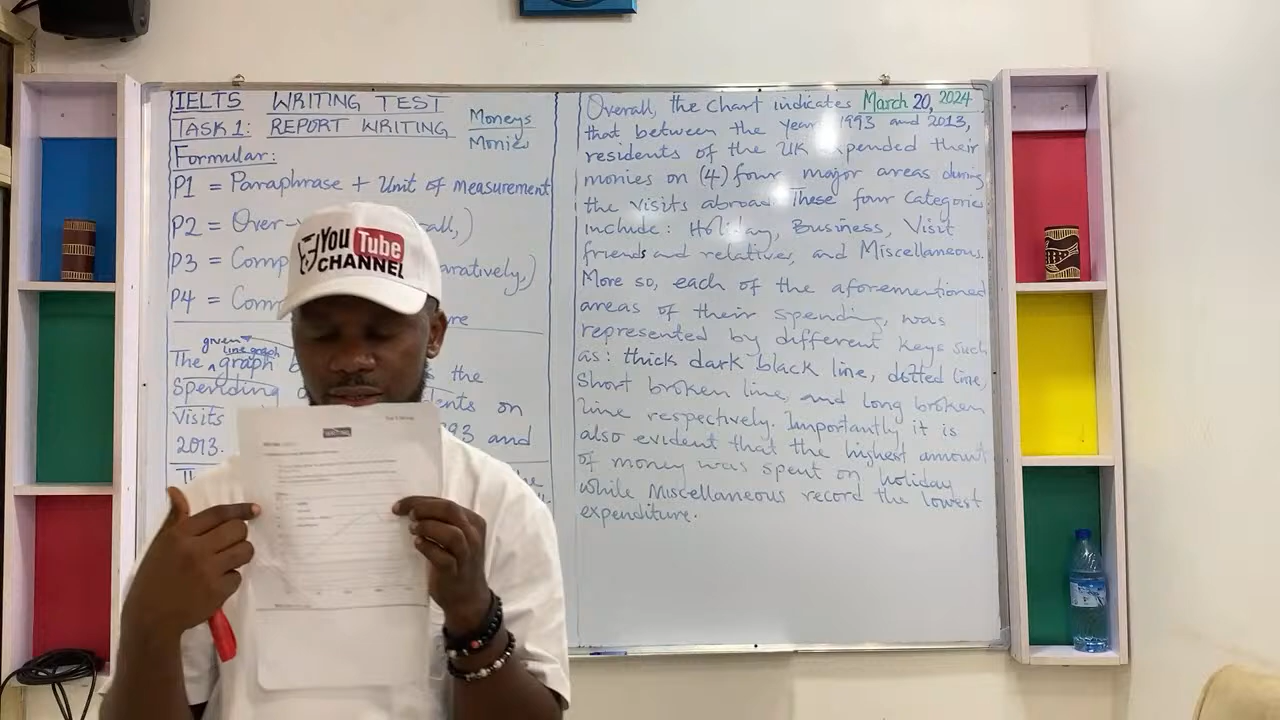 IELTS WRITING TEST
TASK 1: REPORT WRITING
Moneys
Monies
Formular:
P1 = Paraphrase + Unit of measurement
P2 = Over- all,)
P3 = Comp aratively,)
P4 = Com re
given
line graph
The ^ graph b the
Spending ents on
Visits 93 and
2013.
Overall, the chart indicates March 20, 2024
that between the year 1993 and 2013,
residents of the UK spended their
monies on (4) four major areas during
the visits abroad. These four Categories
include: Holiday, Business, Visit
friends and relatives, and Miscellaneous.
More so, each of the aforementioned
areas of their spending, was
represented by different keys such
as: thick dark black line, dotted line,
Short broken line, and long broken
line respectively. Importantly it is
also evident that the highest amount
of money was spent on holiday
while Miscellaneous record the lowest
expenditure.
You Tube
CHANNEL